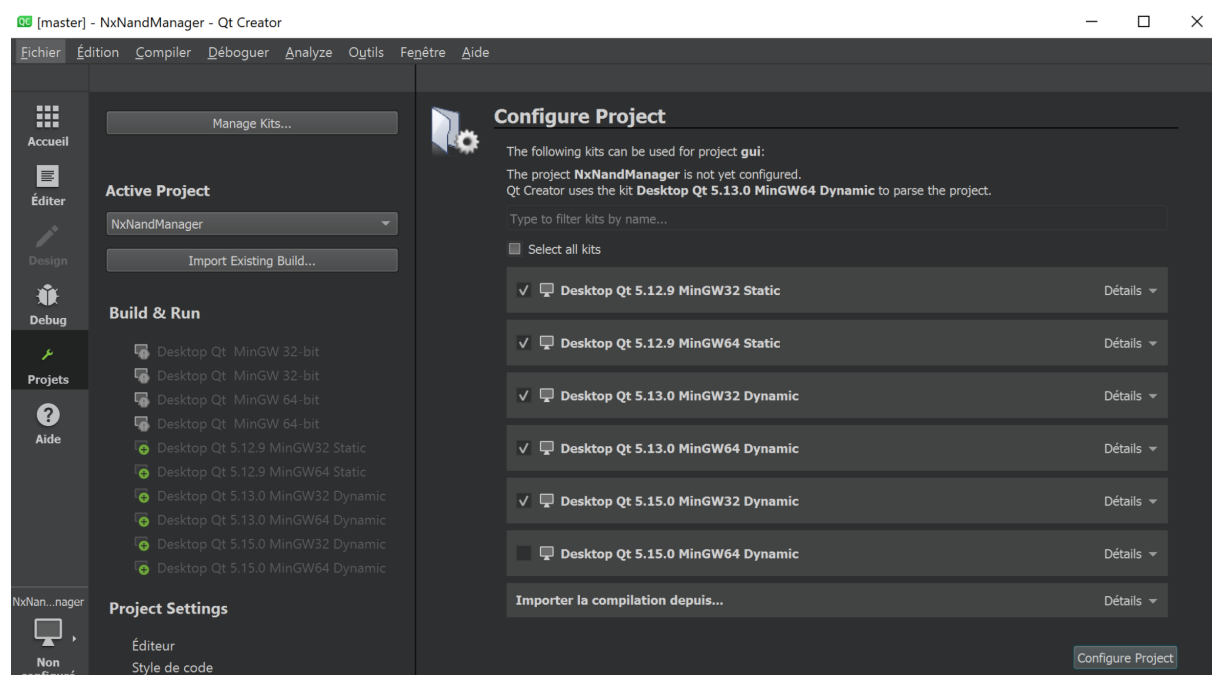 [master] - NxNandManager - Qt Creator
Fichier Édition Compiler Déboguer Analyze Outils Fenêtre Aide
Accueil
Éditer
Design
Debug
Projets
Aide
NxNan...nager
Non
configuré
Manage Kits...
Active Project
NxNandManager
Import Existing Build...
Build & Run
Desktop Qt MinGW 32-bit
Desktop Qt MinGW 32-bit
Desktop Qt MinGW 64-bit
Desktop Qt MinGW 64-bit
Desktop Qt 5.12.9 MinGW32 Static
Desktop Qt 5.12.9 MinGW64 Static
Desktop Qt 5.13.0 MinGW32 Dynamic
Desktop Qt 5.13.0 MinGW64 Dynamic
Desktop Qt 5.15.0 MinGW32 Dynamic
Desktop Qt 5.15.0 MinGW64 Dynamic
Project Settings
Éditeur
Style de code
Configure Project
The following kits can be used for project gui:
The project NxNandManager is not yet configured.
Qt Creator uses the kit Desktop Qt 5.13.0 MinGW64 Dynamic to parse the project.
Type to filter kits by name...
Select all kits
Desktop Qt 5.12.9 MinGW32 Static Détails
Desktop Qt 5.12.9 MinGW64 Static Détails
Desktop Qt 5.13.0 MinGW32 Dynamic Détails
Desktop Qt 5.13.0 MinGW64 Dynamic Détails
Desktop Qt 5.15.0 MinGW32 Dynamic Détails
Desktop Qt 5.15.0 MinGW64 Dynamic Détails
Importer la compilation depuis... Détails
Configure Project